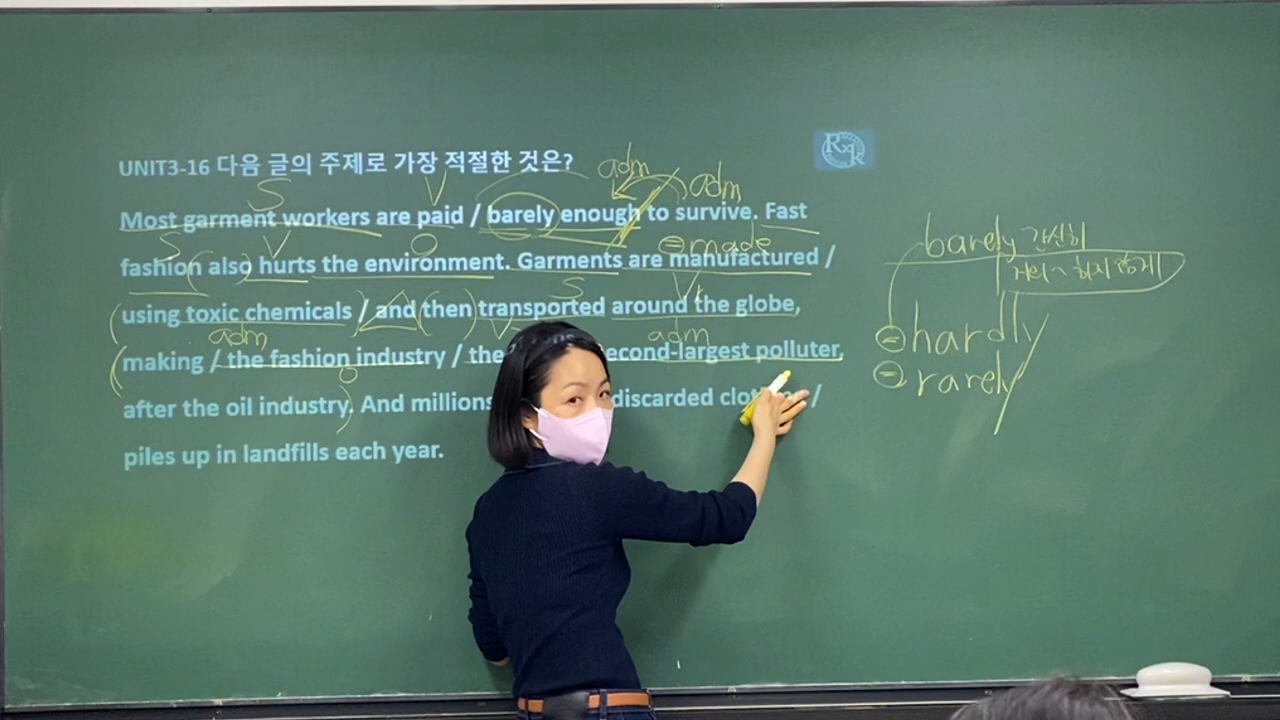 UNIT3-16 다음 글의 주제로 가장 적절한 것은?
R R
adm
adm
S V
Most garment workers are paid / barely enough to survive. Fast
S V O = made
fashion also hurts the environment. Garments are manufactured /
S V
using toxic chemicals / and then transported around the globe,
adm V adm
making / the fashion industry / the second-largest polluter,
O
after the oil industry. And millions discarded /
piles up in landfills each year.
barely 간신히
거의 ~ 하지 않게
= hardly
= rarely